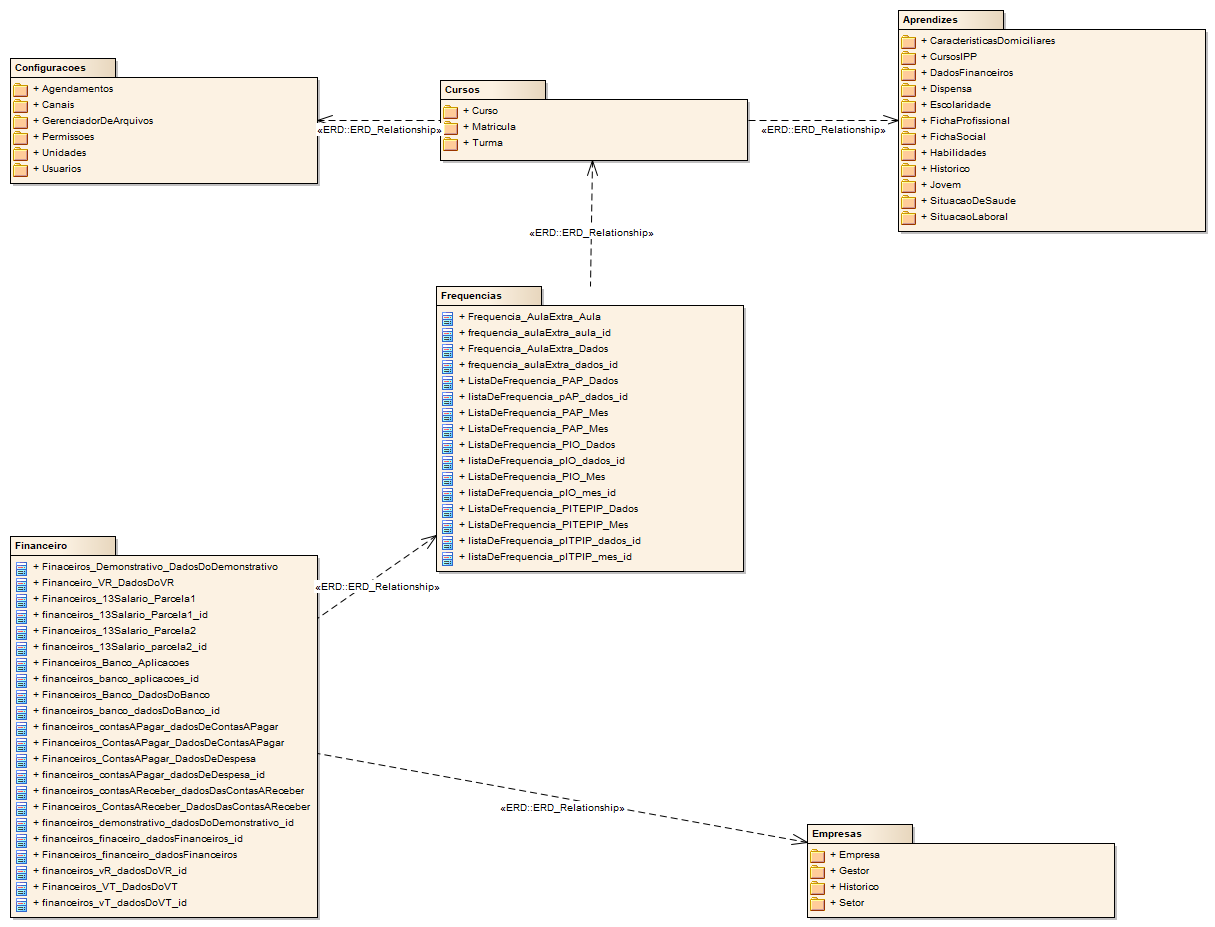 Aprendizes
+ CaracteristicasDomiciliares
+ CursosIPP
+ DadosFinanceiros
+ Dispensa
+ Escolaridade
+ FichaProfissional
+ FichaSocial
+ Habilidades
+ Historico
+ Jovem
+ SituacaoDeSaude
+ SituacaoLaboral
Configuracoes
+ Agendamentos
+ Canais
+ GerenciadorDeArquivos
+ Permissoes
+ Unidades
+ Usuarios
Cursos
+ Curso
+ Matricula
+ Turma
«ERD::ERD_Relationship»
«ERD::ERD_Relationship»
«ERD::ERD_Relationship»
Frequencias
+ Frequencia_AulaExtra_Aula
+ frequencia_aulaExtra_aula_id
+ Frequencia_AulaExtra_Dados
+ frequencia_aulaExtra_dados_id
+ ListaDeFrequencia_PAP_Dados
+ listaDeFrequencia_pAP_dados_id
+ ListaDeFrequencia_PAP_Mes
+ ListaDeFrequencia_PAP_Mes
+ ListaDeFrequencia_PIO_Dados
+ listaDeFrequencia_pIO_dados_id
+ ListaDeFrequencia_PIO_Mes
+ listaDeFrequencia_pIO_mes_id
+ ListaDeFrequencia_PITEPIP_Dados
+ ListaDeFrequencia_PITEPIP_Mes
+ listaDeFrequencia_pITPIP_dados_id
+ listaDeFrequencia_pITPIP_mes_id
Financeiro
+ Finaceiros_Demonstrativo_DadosDoDemonstrativo
+ Financeiro_VR_DadosDoVR
+ Financeiros_13Salario_Parcela1
+ financeiros_13Salario_Parcela1_id
+ Financeiros_13Salario_Parcela2
+ financeiros_13Salario_parcela2_id
+ Financeiros_Banco_Aplicacoes
+ financeiros_banco_aplicacoes_id
+ Financeiros_Banco_DadosDoBanco
+ financeiros_banco_dadosDoBanco_id
+ financeiros_contasAPagar_dadosDeContasAPagar
+ Financeiros_ContasAPagar_DadosDeContasAPagar
+ Financeiros_ContasAPagar_DadosDeDespesa
+ financeiros_contasAPagar_dadosDeDespesa_id
+ financeiros_contasAReceber_dadosDasContasAReceber
+ Financeiros_ContasAReceber_DadosDasContasAReceber
+ financeiros_demonstrativo_dadosDoDemonstrativo_id
+ financeiros_finaceiro_dadosFinanceiros_id
+ Financeiros_financeiro_dadosFinanceiros
+ financeiros_vR_dadosDoVR_id
+ Financeiros_VT_DadosDoVT
+ financeiros_vT_dadosDoVT_id
«ERD::ERD_Relationship»
«ERD::ERD_Relationship»
Empresas
+ Empresa
+ Gestor
+ Historico
+ Setor